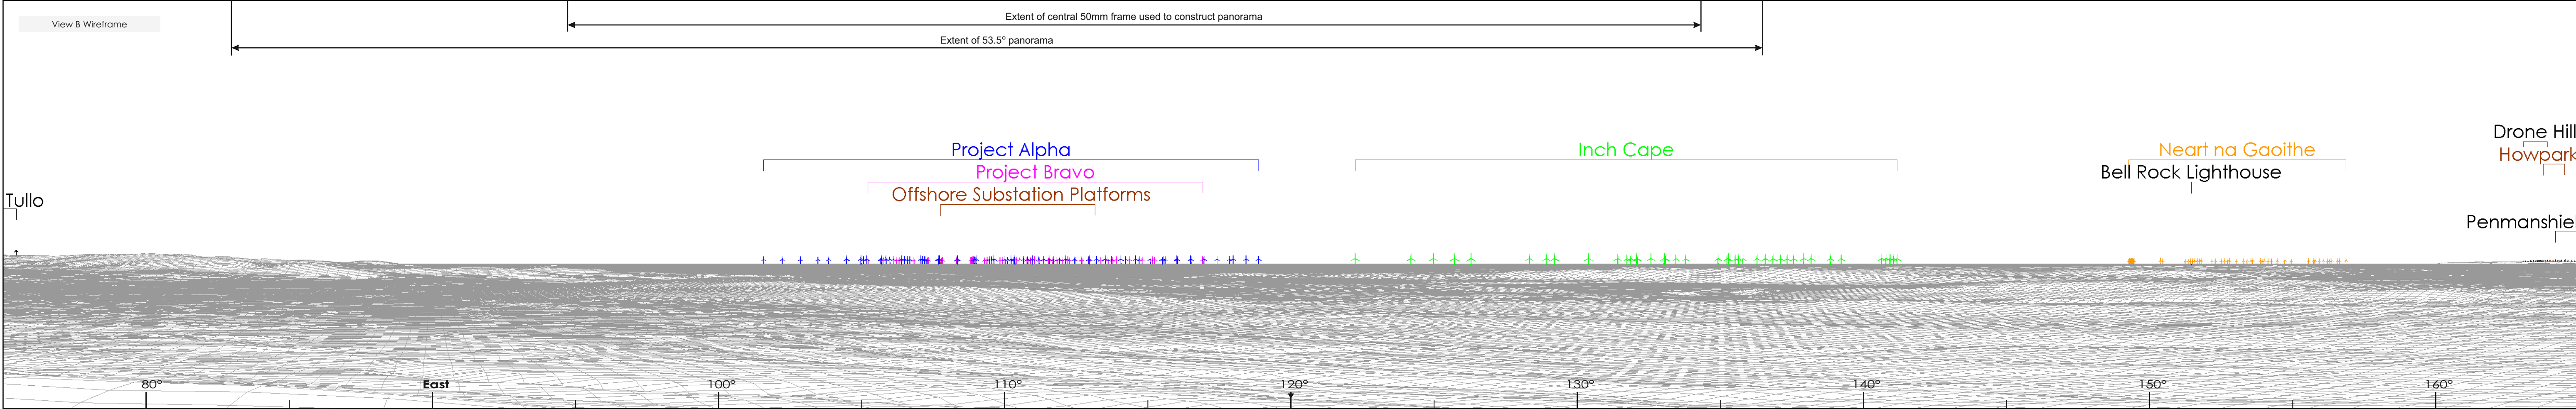 View B Wireframe
Extent of central 50mm frame used to construct panorama
Extent of 53.5° panorama
Drone Hill
Project Alpha
Inch Cape
Neart na Gaoithe
Howpark
Project Bravo
Bell Rock Lighthouse
Offshore Substation Platforms
Tullo
Penmanshiel
80°
East
100°
110°
120°
130°
140°
150°
160°